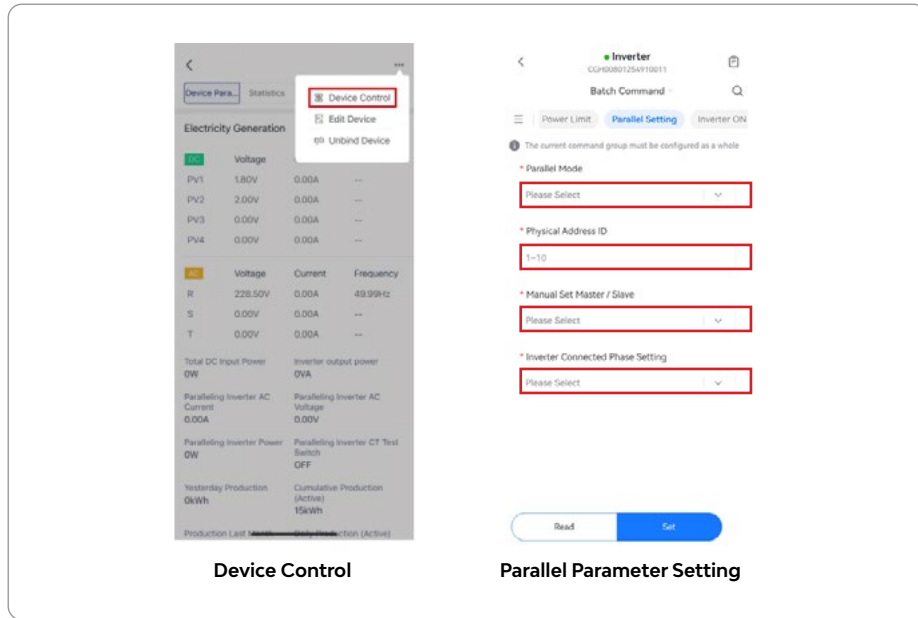 Device Para... Statistics
Device Control
Edit Device
Unbind Device
Electricity Generation
DC Voltage
PV1 1.80V 0.00A --
PV2 2.00V 0.00A --
PV3 0.00V 0.00A --
PV4 0.00V 0.00A --
AC Voltage Current Frequency
R 228.50V 0.00A 49.99Hz
S 0.00V 0.00A --
T 0.00V 0.00A --
Total DC Input Power Inverter output power
0W 0VA
Paralleling Inverter AC Current Paralleling Inverter AC Voltage
0.00A 0.00V
Paralleling Inverter Power Paralleling Inverter CT Test Switch
0W OFF
Yesterday Production Cumulative Production (Active)
0kWh 15kWh
Production Last Month Daily Production (Active)
Device Control
Inverter
Batch Command
Power Limit Parallel Setting Inverter ON
The current command group must be configured as a whole
* Parallel Mode
Please Select
* Physical Address ID
1~10
* Manual Set Master / Slave
Please Select
* Inverter Connected Phase Setting
Please Select
Read Set
Parallel Parameter Setting